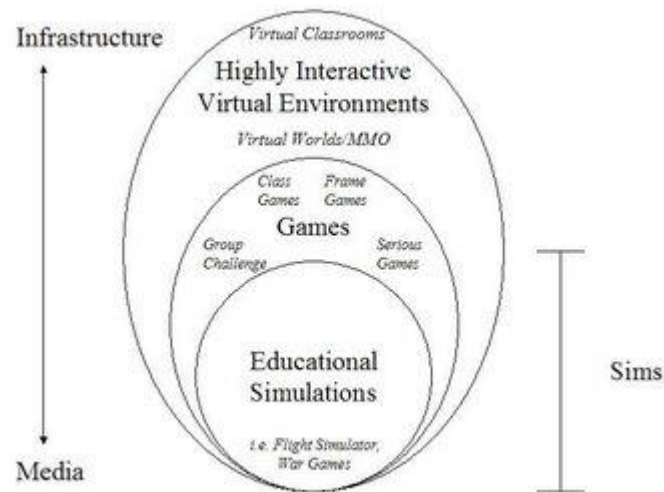 Infrastructure
Virtual Classrooms
Highly Interactive
Virtual Environments
Virtual Worlds/MMO
Class Frame
Games Games
Games
Group Serious
Challenge Games
Educational
Simulations
Sims
i.e. Flight Simulator,
War Games
Media